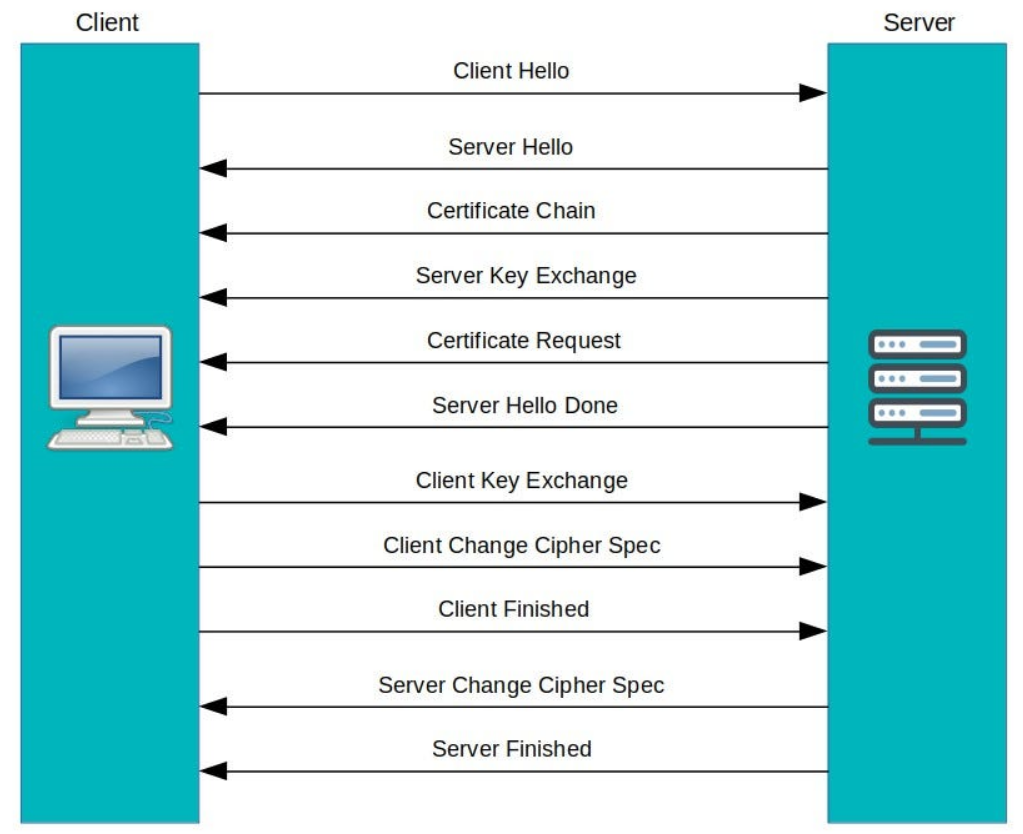 Client
Server
Client Hello
Server Hello
Certificate Chain
Server Key Exchange
Certificate Request
Server Hello Done
Client Key Exchange
Client Change Cipher Spec
Client Finished
Server Change Cipher Spec
Server Finished